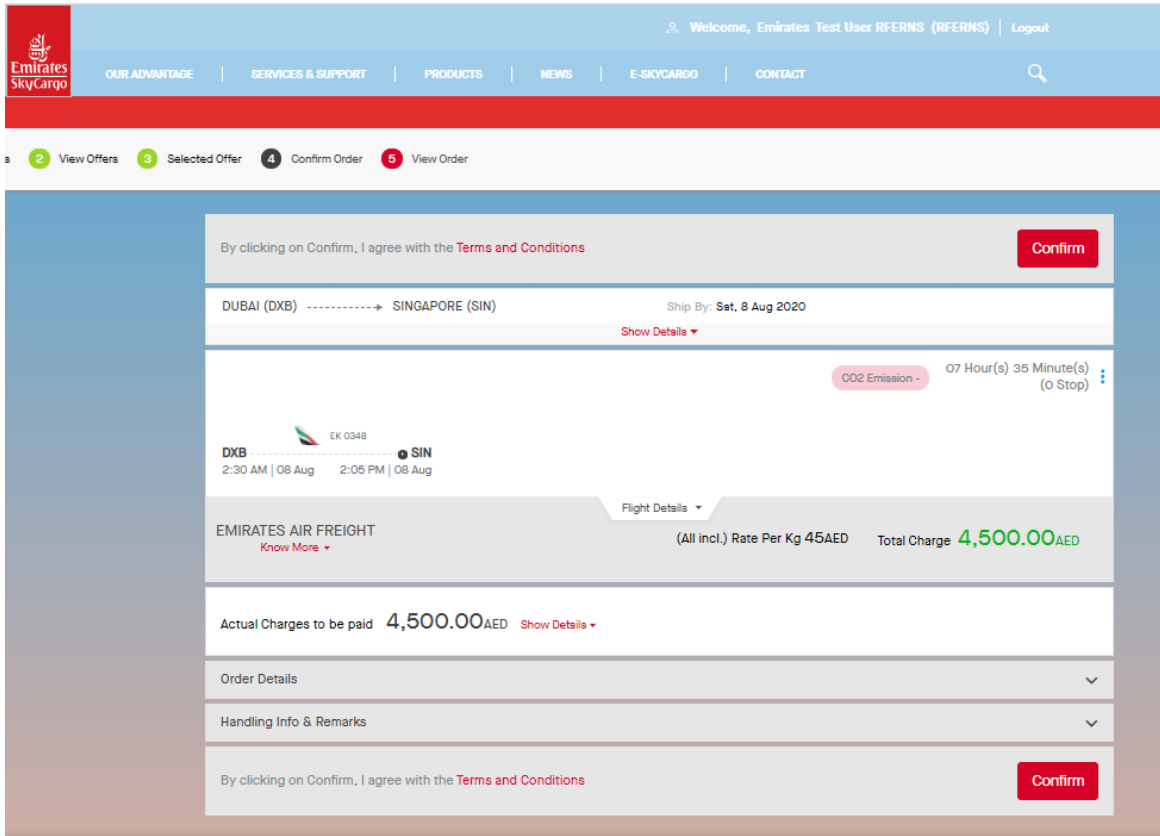 Welcome, Emirates Test User RFERNS (RFERNS) | Logout
Emirates
SkyCargo
OUR ADVANTAGE | SERVICES & SUPPORT | PRODUCTS | NEWS | E-SKYCARGO | CONTACT
s 2 View Offers 3 Selected Offer 4 Confirm Order 5 View Order
By clicking on Confirm, I agree with the Terms and Conditions Confirm
DUBAI (DXB) SINGAPORE (SIN) Ship By: Sat, 8 Aug 2020
Show Details
CO2 Emission - 07 Hour(s) 35 Minute(s)
(0 Stop)
EK 0348
DXB SIN
2:30 AM | 08 Aug 2:05 PM | 08 Aug
Flight Details
EMIRATES AIR FREIGHT (All incl.) Rate Per Kg 45AED Total Charge 4,500.00AED
Know More
Actual Charges to be paid 4,500.00AED Show Details
Order Details
Handling Info & Remarks
By clicking on Confirm, I agree with the Terms and Conditions Confirm